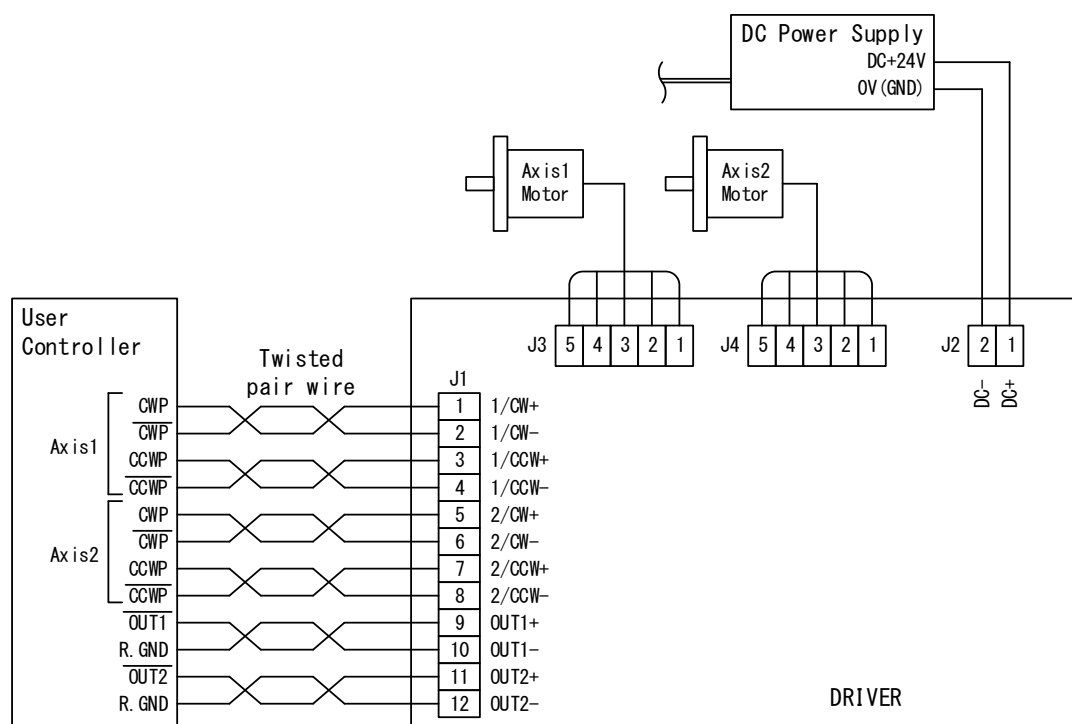 DC Power Supply
DC+24V
0V(GND)
Axis1
Motor
Axis2
Motor
J3 5 4 3 2 1
J4 5 4 3 2 1
J2 2 1
DC-
DC+
User
Controller
Twisted
pair wire
J1
Axis1
CWP 1 1/CW+
CWP 2 1/CW-
CCWP 3 1/CCW+
CCWP 4 1/CCW-
Axis2
CWP 5 2/CW+
CWP 6 2/CW-
CCWP 7 2/CCW+
CCWP 8 2/CCW-
OUT1 9 OUT1+
R.GND 10 OUT1-
OUT2 11 OUT2+
R.GND 12 OUT2-
DRIVER